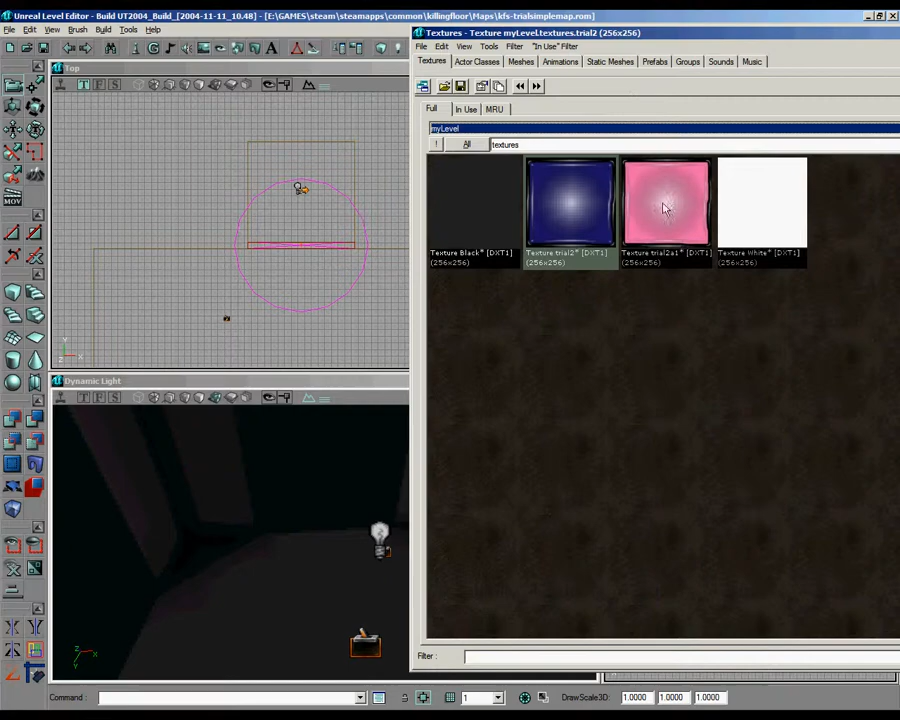 Unreal Level Editor - Build UT2004_Build_[2004-11-11_10.48] - [E:\GAMES\steam\steamapps\common\killingfloor\Maps\kfs-trialsimplemap.rom]
File Edit View Brush Build Tools Help
Textures - Texture myLevel.textures.trial2 (256x256)
File Edit View Tools Filter "In Use" Filter
Textures Actor Classes Meshes Animations Static Meshes Prefabs Groups Sounds Music
Full In Use MRU
myLevel
! All textures
Texture Black* [DXT1]
(256x256)
Texture trial2* [DXT1]
(256x256)
Texture trial2a1* [DXT1]
(256x256)
Texture White* [DXT1]
(256x256)
Top
T F S
MOV
Dynamic Light
T F S
Filter :
Command : 1 DrawScale3D: 1.0000 1.0000 1.0000